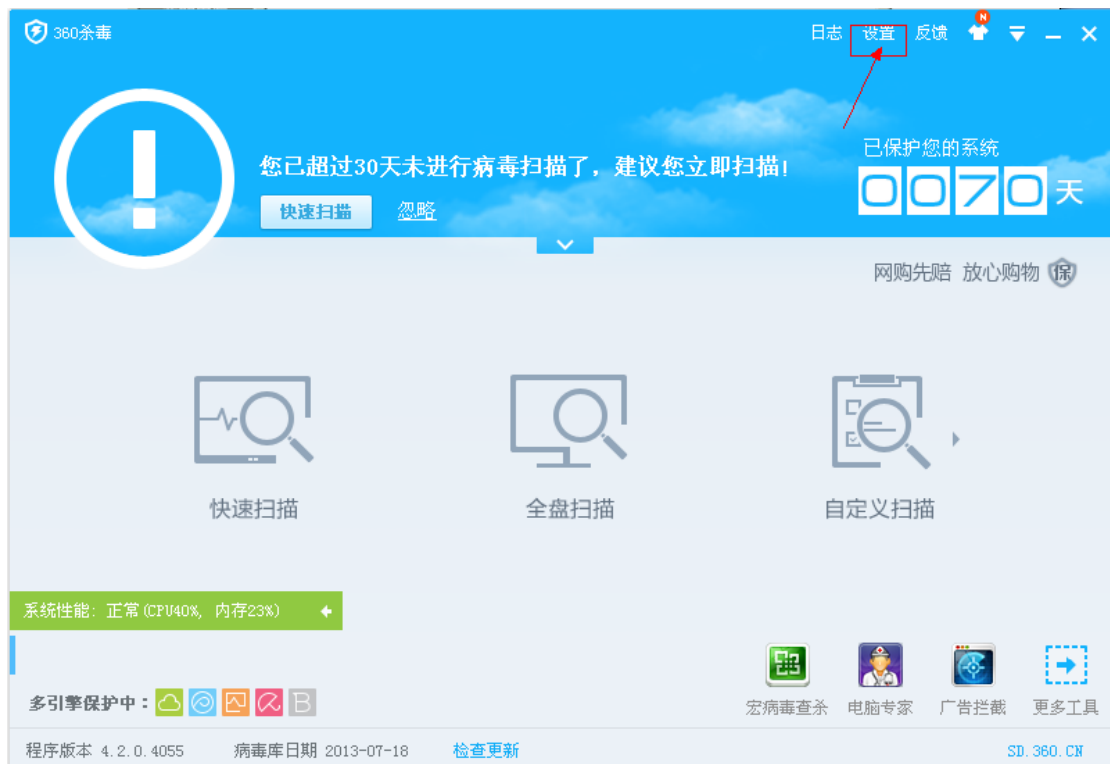 360杀毒
日志 设置 反馈
N
已保护您的系统
您已超过30天未进行病毒扫描了，建议您立即扫描！
0070天
快速扫描 忽略
网购先赔 放心购物 保
快速扫描 全盘扫描 自定义扫描
系统性能：正常(CPU40%, 内存23%)
多引擎保护中：
B
宏病毒查杀 电脑专家 广告拦截 更多工具
程序版本 4.2.0.4055 病毒库日期 2013-07-18 检查更新 SD.360.CN